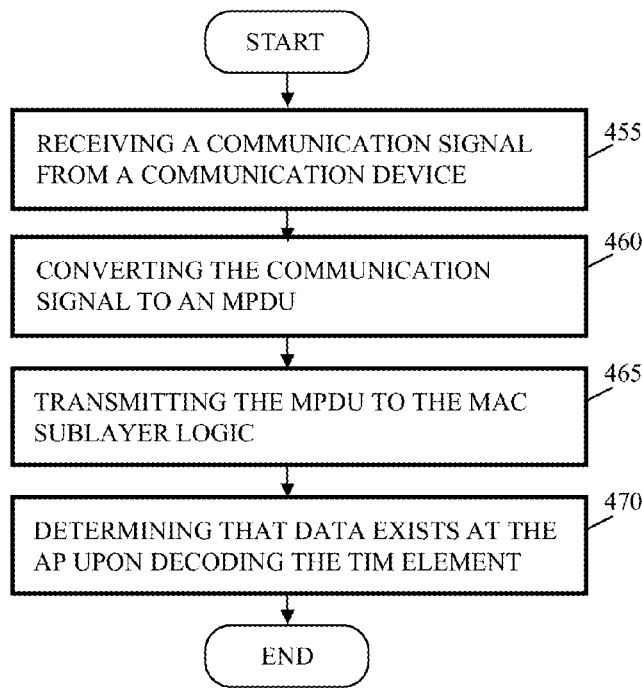 START
RECEIVING A COMMUNICATION SIGNAL
FROM A COMMUNICATION DEVICE
455
CONVERTING THE COMMUNICATION
SIGNAL TO AN MPDU
460
TRANSMITTING THE MPDU TO THE MAC
SUBLAYER LOGIC
465
DETERMINING THAT DATA EXISTS AT THE
AP UPON DECODING THE TIM ELEMENT
470
END